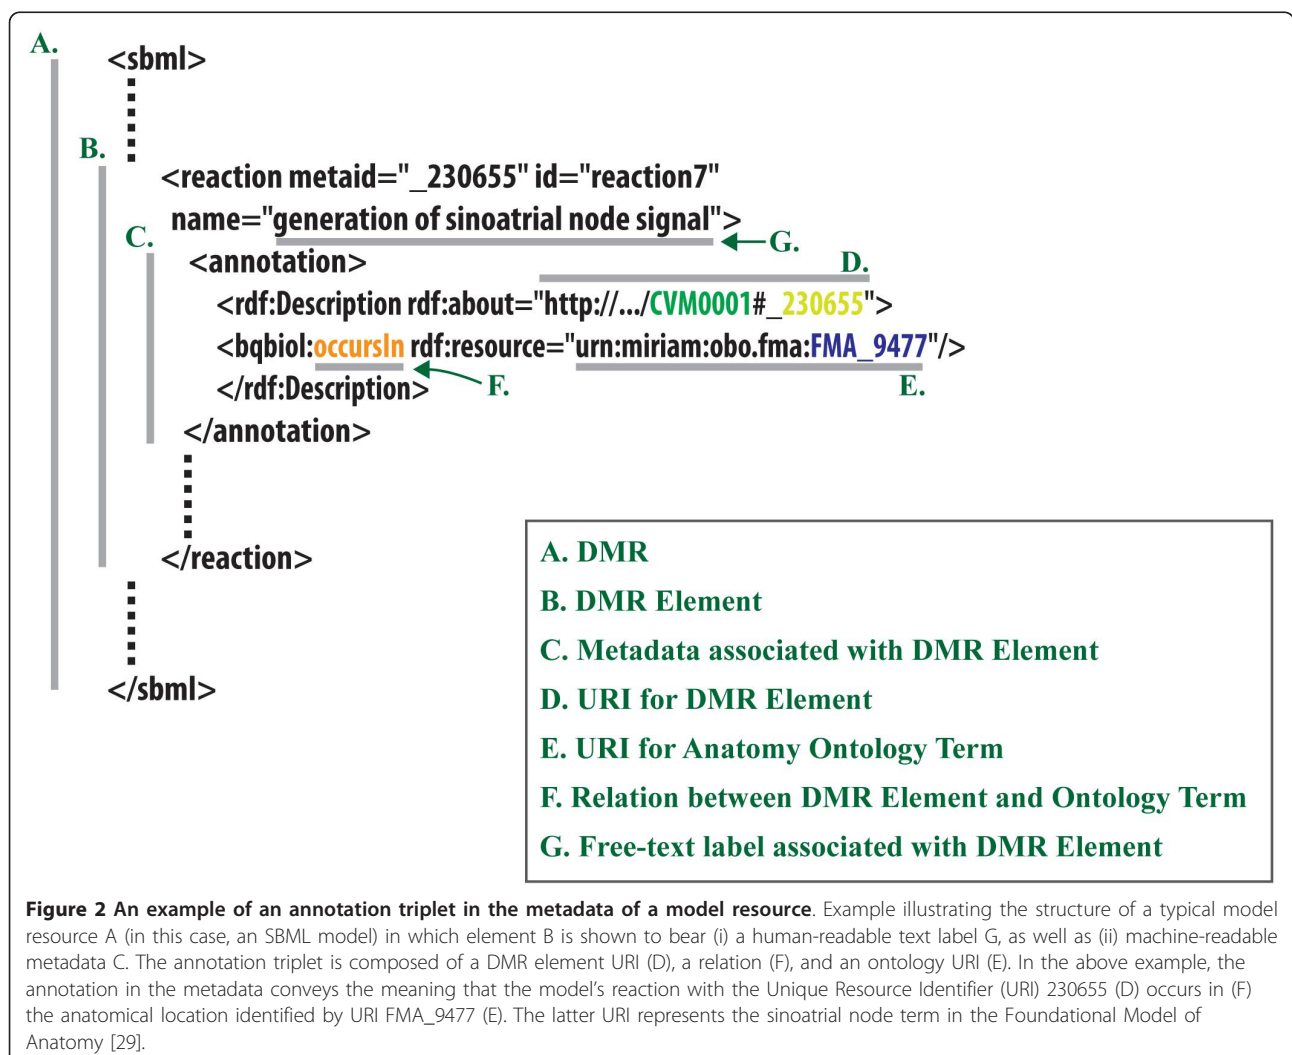 A.
<sbml>
B.
<reaction metaid="_230655" id="reaction7"
name="generation of sinoatrial node signal">
C.
G.
<annotation>
D.
<rdf:Description rdf:about="http://.../CVM0001#_230655">
<bqbiol:occursIn rdf:resource="urn:miriam:obo.fma:FMA_9477"/>
</rdf:Description>
F.
E.
</annotation>
</reaction>
</sbml>
A. DMR
B. DMR Element
C. Metadata associated with DMR Element
D. URI for DMR Element
E. URI for Anatomy Ontology Term
F. Relation between DMR Element and Ontology Term
G. Free-text label associated with DMR Element
Figure 2 An example of an annotation triplet in the metadata of a model resource. Example illustrating the structure of a typical model
resource A (in this case, an SBML model) in which element B is shown to bear (i) a human-readable text label G, as well as (ii) machine-readable
metadata C. The annotation triplet is composed of a DMR element URI (D), a relation (F), and an ontology URI (E). In the above example, the
annotation in the metadata conveys the meaning that the model's reaction with the Unique Resource Identifier (URI) 230655 (D) occurs in (F)
the anatomical location identified by URI FMA_9477 (E). The latter URI represents the sinoatrial node term in the Foundational Model of
Anatomy [29].